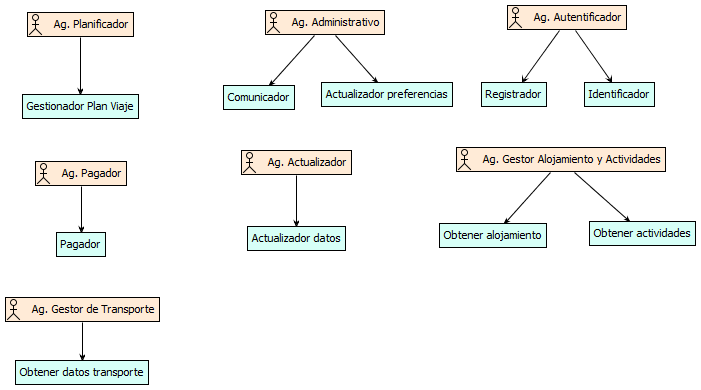 Ag. Planificador
Ag. Administrativo
Ag. Autentificador
Gestionador Plan Viaje
Comunicador
Actualizador preferencias
Registrador
Identificador
Ag. Pagador
Ag. Actualizador
Ag. Gestor Alojamiento y Actividades
Pagador
Actualizador datos
Obtener alojamiento
Obtener actividades
Ag. Gestor de Transporte
Obtener datos transporte